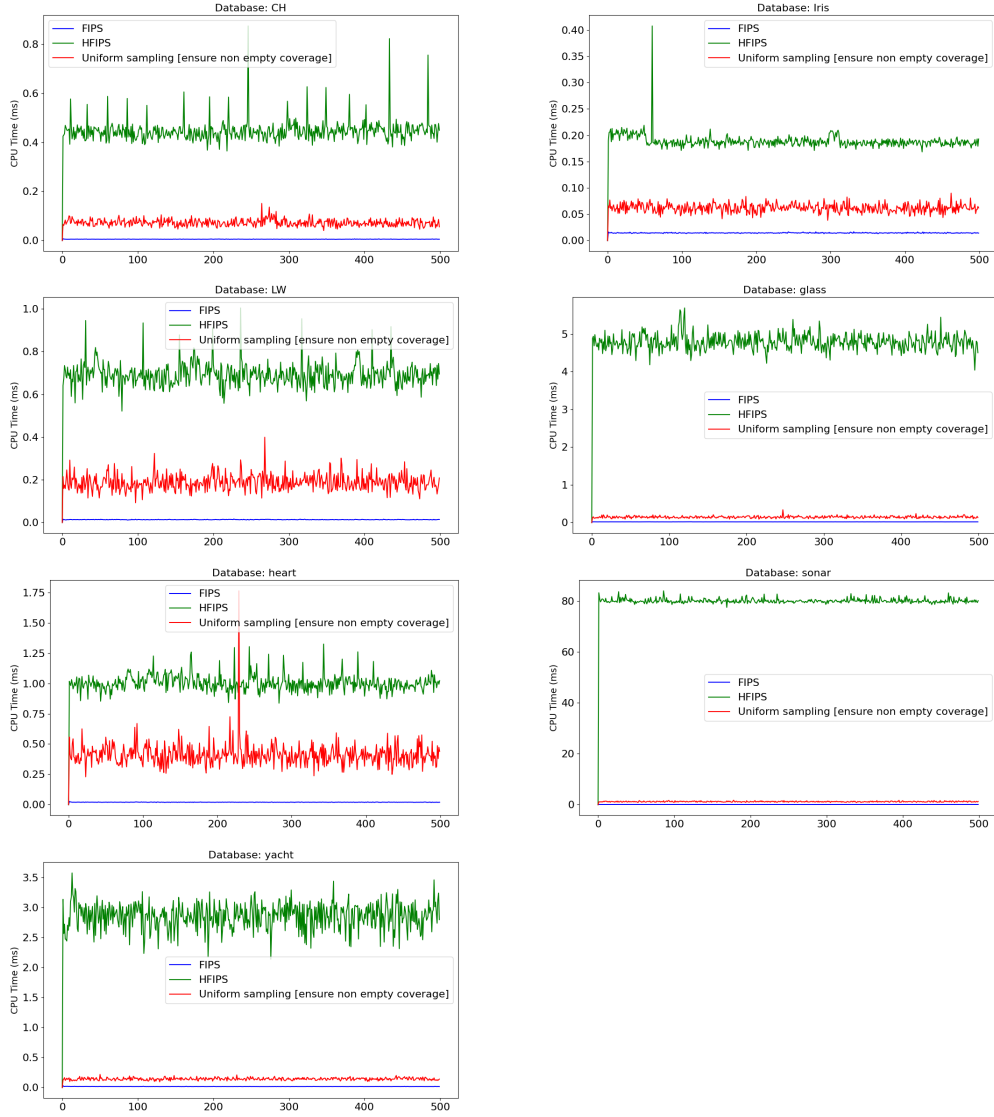 Database: CH
CPU Time (ms)
0.8
0.6
0.4
0.2
0.0
FIPS
HFIPS
Uniform sampling [ensure non empty coverage]
0 100 200 300 400 500
Database: Iris
CPU Time (ms)
0.40
0.35
0.30
0.25
0.20
0.15
0.10
0.05
0.00
FIPS
HFIPS
Uniform sampling [ensure non empty coverage]
0 100 200 300 400 500
Database: LW
CPU Time (ms)
1.0
0.8
0.6
0.4
0.2
0.0
FIPS
HFIPS
Uniform sampling [ensure non empty coverage]
0 100 200 300 400 500
Database: glass
CPU Time (ms)
5
4
3
2
1
0
FIPS
HFIPS
Uniform sampling [ensure non empty coverage]
0 100 200 300 400 500
Database: heart
CPU Time (ms)
1.75
1.50
1.25
1.00
0.75
0.50
0.25
0.00
FIPS
HFIPS
Uniform sampling [ensure non empty coverage]
0 100 200 300 400 500
Database: sonar
CPU Time (ms)
80
60
40
20
0
FIPS
HFIPS
Uniform sampling [ensure non empty coverage]
0 100 200 300 400 500
Database: yacht
CPU Time (ms)
3.5
3.0
2.5
2.0
1.5
1.0
0.5
0.0
FIPS
HFIPS
Uniform sampling [ensure non empty coverage]
0 100 200 300 400 500